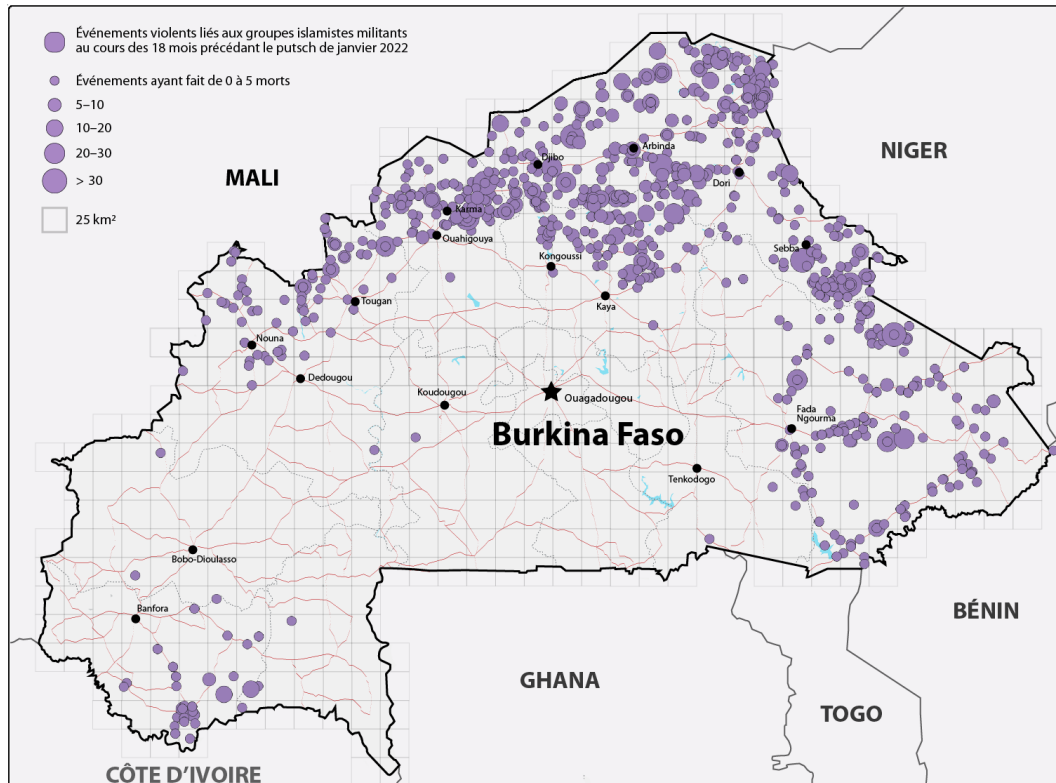 Événements violents liés aux groupes islamistes militants
au cours des 18 mois précédant le putsch de janvier 2022
Événements ayant fait de 0 à 5 morts
5–10
10–20
20–30
> 30
25 km²
MALI
NIGER
Arbinda
Djibo
Dori
Karma
Ouahigouya
Sebba
Kongoussi
Tougan
Kaya
Nouna
Dedougou
Koudougou
Ouagadougou
Fada
Ngourma
Burkina Faso
Tenkodogo
Bobo-Dioulasso
Banfora
BÉNIN
GHANA
TOGO
CÔTE D’IVOIRE